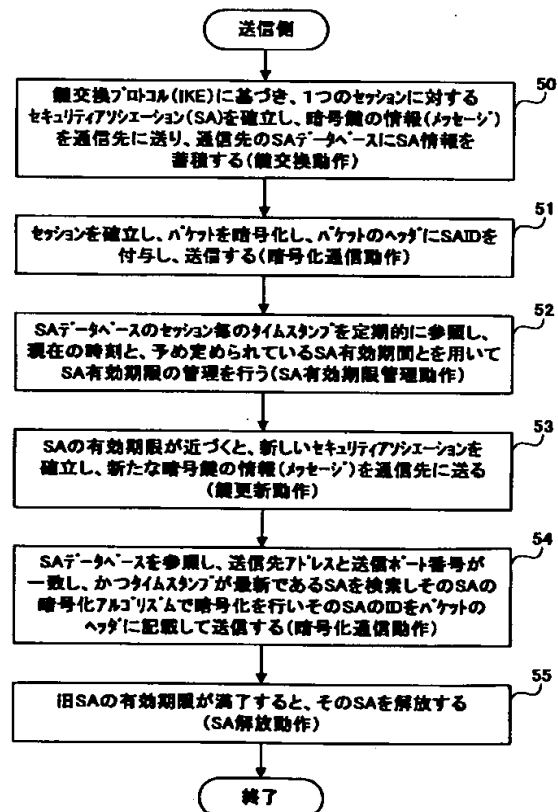 送信側
50
鍵交換プロトコル(IKE)に基づき、1つのセッションに対する
セキュリティアソシエーション(SA)を確立し、暗号鍵の情報(メッセージ)
を通信先に送り、通信先のSAデータベースにSA情報を
蓄積する(鍵交換動作)
51
セッションを確立し、パケットを暗号化し、パケットのヘッダにSAIDを
付与し、送信する(暗号化通信動作)
52
SAデータベースのセッション毎のタイムスタンプを定期的に参照し、
現在の時刻と、予め定められているSA有効期間とを用いて
SA有効期限の管理を行う(SA有効期限管理動作)
53
SAの有効期限が近づくと、新しいセキュリティアソシエーションを
確立し、新たな暗号鍵の情報(メッセージ)を通信先に送る
(鍵更新動作)
54
SAデータベースを参照し、送信先アドレスと送信ポート番号が
一致し、かつタイムスタンプが最新であるSAを検索しそのSAの
暗号化アルゴリズムで暗号化を行いそのSAのIDをパケットの
ヘッダに記載して送信する(暗号化通信動作)
55
旧SAの有効期限が満了すると、そのSAを解放する
(SA解放動作)
終了